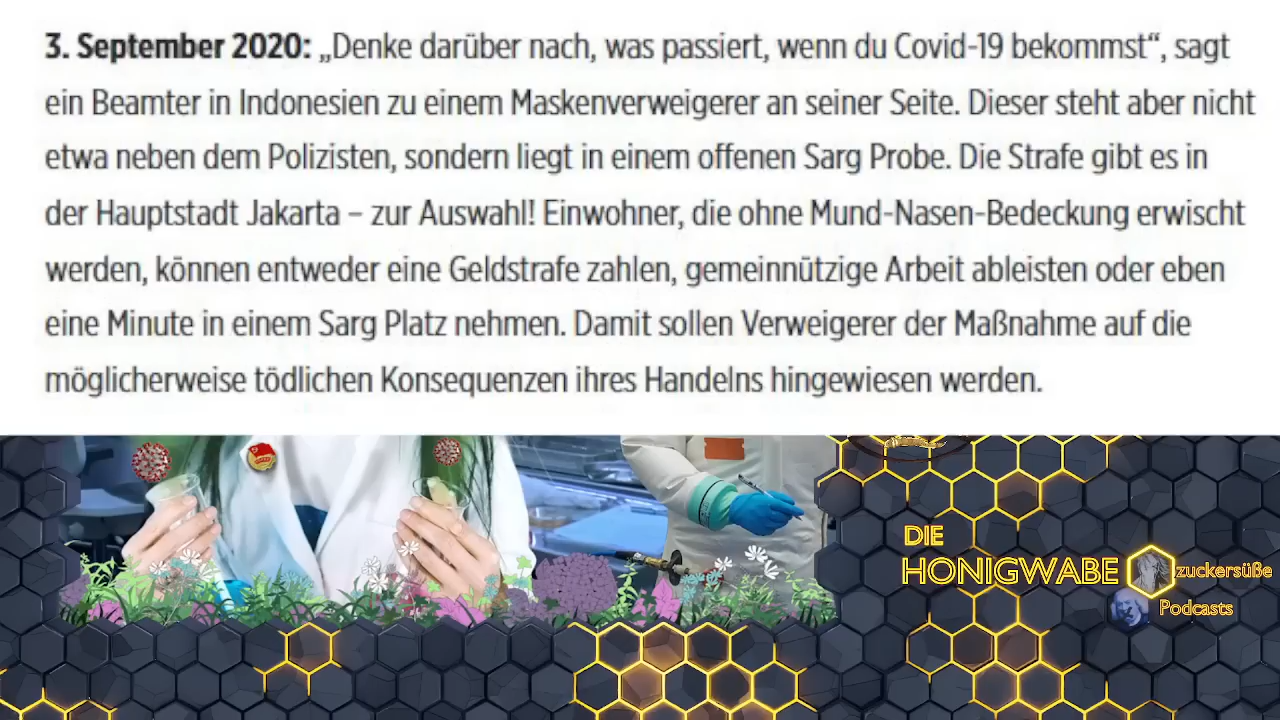 3. September 2020: „Denke darüber nach, was passiert, wenn du Covid-19 bekommst“, sagt
ein Beamter in Indonesien zu einem Maskenverweigerer an seiner Seite. Dieser steht aber nicht
etwa neben dem Polizisten, sondern liegt in einem offenen Sarg Probe. Die Strafe gibt es in
der Hauptstadt Jakarta – zur Auswahl! Einwohner, die ohne Mund-Nasen-Bedeckung erwischt
werden, können entweder eine Geldstrafe zahlen, gemeinnützige Arbeit ableisten oder eben
eine Minute in einem Sarg Platz nehmen. Damit sollen Verweigerer der Maßnahme auf die
möglicherweise tödlichen Konsequenzen ihres Handelns hingewiesen werden.
DIE
HONIGWABE
zuckersüße
Podcasts